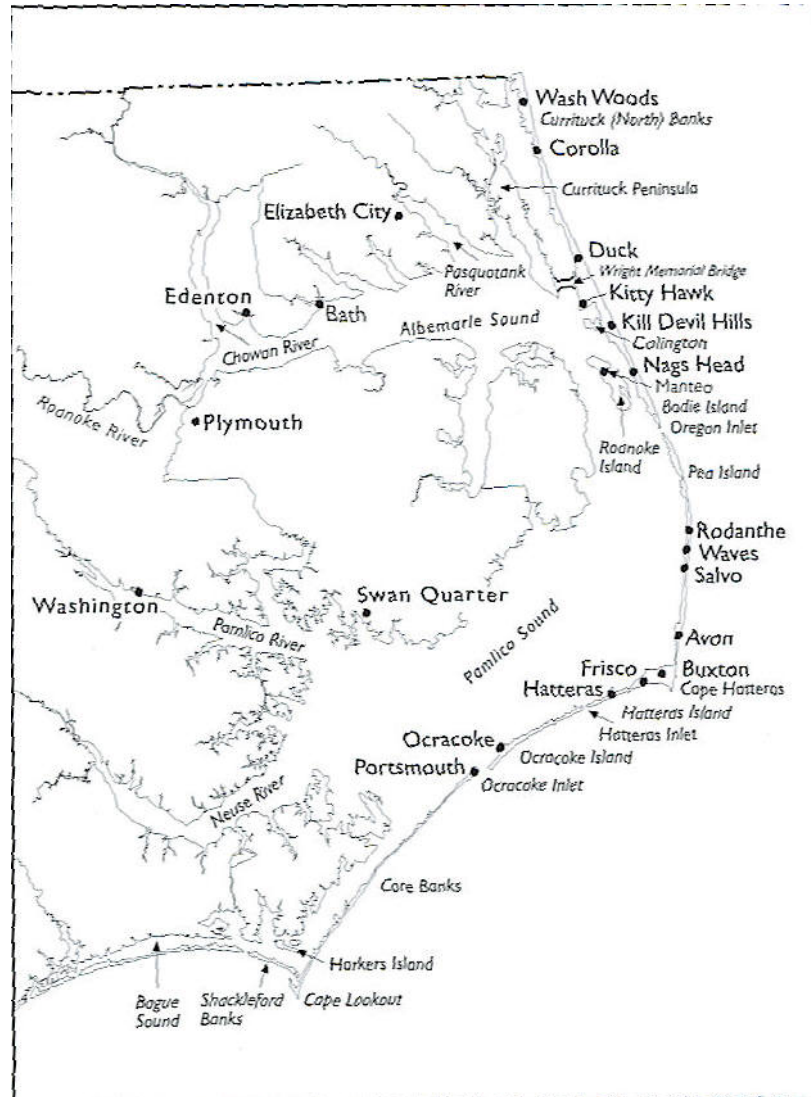 Wash Woods
Currituck (North) Banks
Corolla
Currituck Peninsula
Elizabeth City
Duck
Pasquotank
River
Wright Memorial Bridge
Kitty Hawk
Edenton
Bath
Albemarle Sound
Kill Devil Hills
Colington
Chowan River
Nags Head
Manteo
Roanoke River
Bodie Island
Plymouth
Oregon Inlet
Roanoke
Island
Pea Island
Rodanthe
Waves
Salvo
Washington
Swan Quarter
Pamlico River
Pamlico Sound
Avon
Frisco
Buxton
Hatteras
Cape Hatteras
Hatteras Island
Hatteras Inlet
Ocracoke
Ocracoke Island
Portsmouth
Ocracoke Inlet
Neuse River
Core Banks
Harkers Island
Bogue
Sound
Shackleford
Banks
Cape Lookout